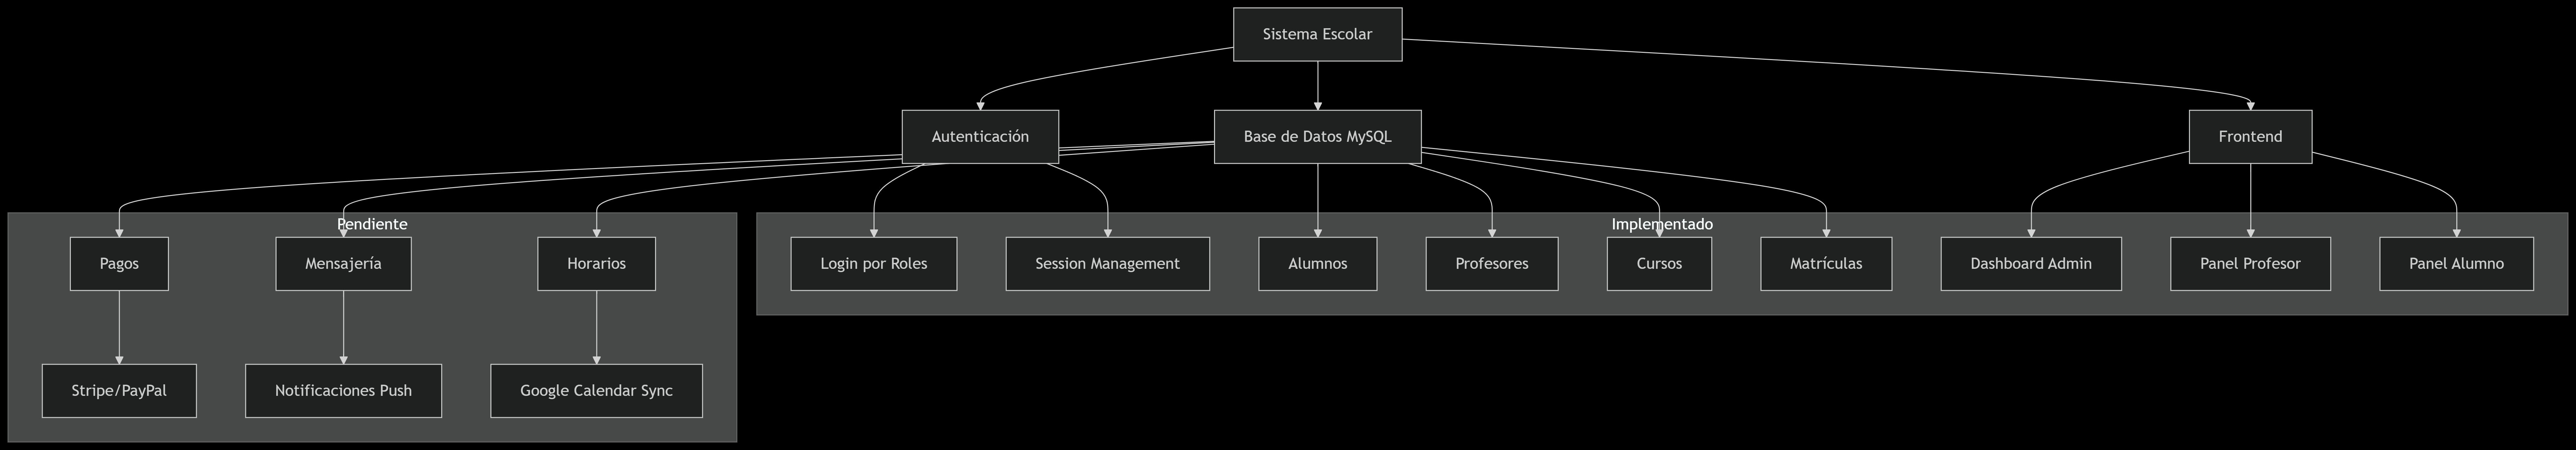 Sistema Escolar
Autenticación
Base de Datos MySQL
Frontend
Pendiente
Implementado
Pagos
Mensajería
Horarios
Login por Roles
Session Management
Alumnos
Profesores
Cursos
Matrículas
Dashboard Admin
Panel Profesor
Panel Alumno
Stripe/PayPal
Notificaciones Push
Google Calendar Sync